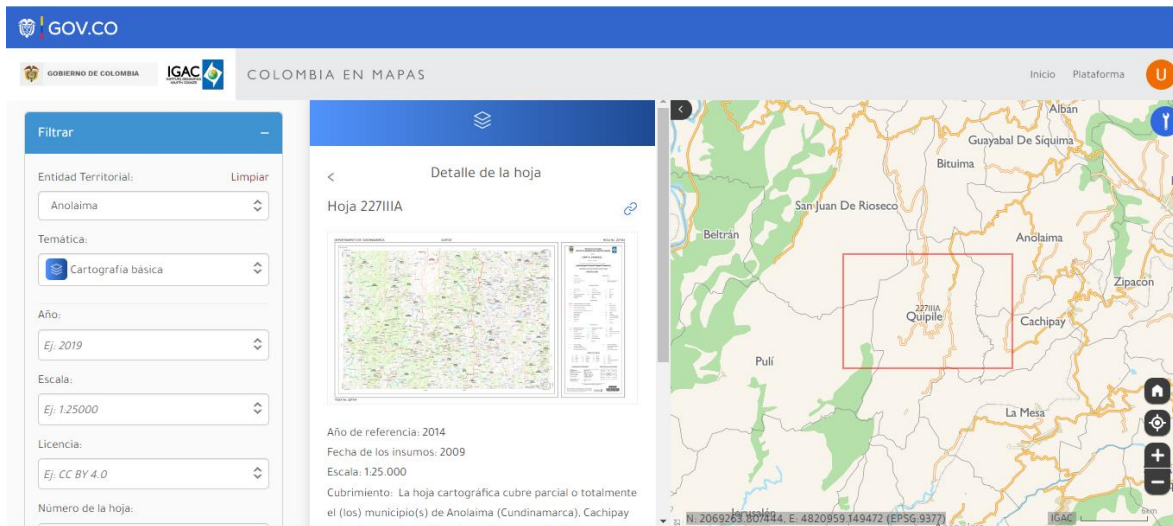 GOV.CO
GOBIERNO DE COLOMBIA
IGAC
COLOMBIA EN MAPAS
Inicio
Plataforma
U
Filtrar
Entidad Territorial:
Limpiar
Anolaima
Temática:
Cartografía básica
Año:
Ej: 2019
Escala:
Ej: 1:25000
Licencia:
Ej: CC BY 4.0
Número de la hoja:
Detalle de la hoja
Hoja 227IIIA
Año de referencia: 2014
Fecha de los insumos: 2009
Escala: 1:25.000
Cubrimiento: La hoja cartográfica cubre parcial o totalmente
el (los) municipio(s) de Anolaima (Cundinamarca), Cachipay
Albán
Guayabal De Síquima
Bituima
San Juan De Rioseco
Beltrán
Anolaima
Zipacón
227IIIA
Quipile
Cachipay
Pulí
La Mesa
Jerusalén
N: 2069263.807444, E: 4820959.149472 (EPSG:9377)
IGAC
6km